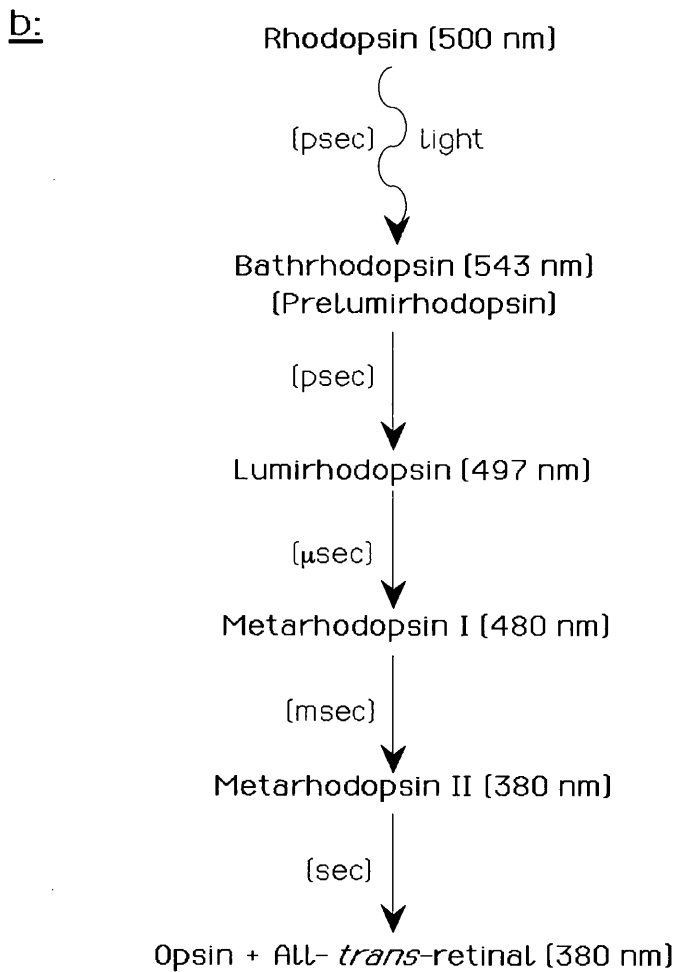 b:
Rhodopsin (500 nm)
(psec) light
Bathrhodopsin (543 nm)
(Prelumirhodopsin)
(psec)
Lumirhodopsin (497 nm)
(μsec)
Metarhodopsin I (480 nm)
(msec)
Metarhodopsin II (380 nm)
(sec)
Opsin + All- trans-retinal (380 nm)